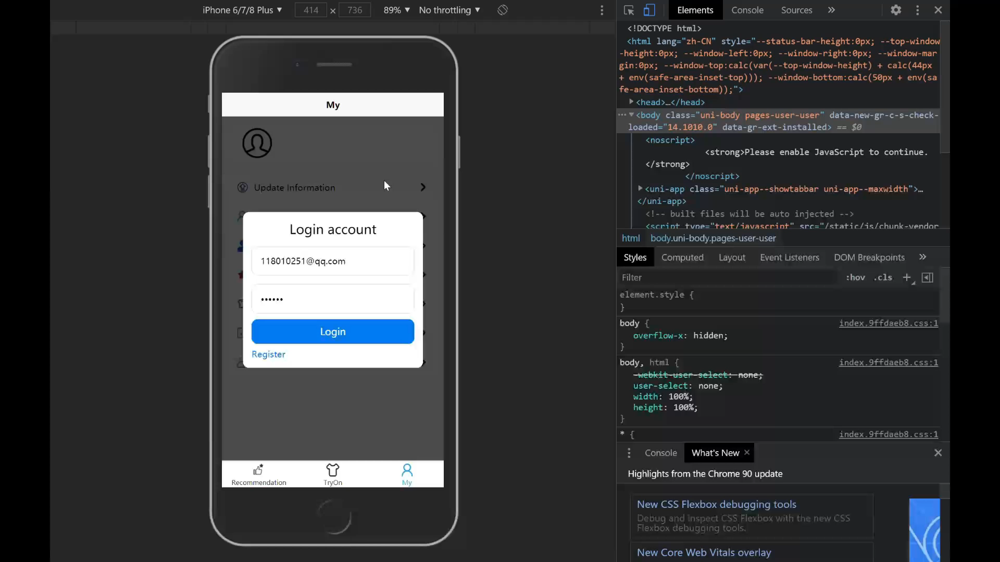 iPhone 6/7/8 Plus ▼ 414 × 736 89% ▼ No throttling ▼
My
Update Information
Login account
118010251@qq.com
••••••
Login
Register
Recommendation TryOn My
Elements Console Sources »
<!DOCTYPE html>
<html lang="zh-CN" style="--status-bar-height:0px; --top-window
-height:0px; --window-left:0px; --window-right:0px; --window-mar
gin:0px; --window-top:calc(var(--top-window-height) + calc(44px
+ env(safe-area-inset-top))); --window-bottom:calc(50px + env(sa
fe-area-inset-bottom));">
<head>…</head>
<body class="uni-body pages-user-user" data-new-gr-c-s-check-
loaded="14.1010.0" data-gr-ext-installed> == $0
<noscript>
<strong>Please enable JavaScript to continue.
</strong>
</noscript>
<uni-app class="uni-app--showtabbar uni-app--maxwidth">…
</uni-app>
<!-- built files will be auto injected -->
<script type="text/javascript" src="/static/js/chunk-vendor
html body.uni-body.pages-user-user
Styles Computed Layout Event Listeners DOM Breakpoints »
Filter :hov .cls +
element.style {
}
body { index.9ffdaeb8.css:1
overflow-x: hidden;
}
body, html { index.9ffdaeb8.css:1
-webkit-user-select: none;
user-select: none;
width: 100%;
height: 100%;
}
* { index.9ffdaeb8.css:1
Console What's New ×
Highlights from the Chrome 90 update
New CSS Flexbox debugging tools
Debug and inspect CSS Flexbox with the new CSS
Flexbox debugging tools.
New Core Web Vitals overlay